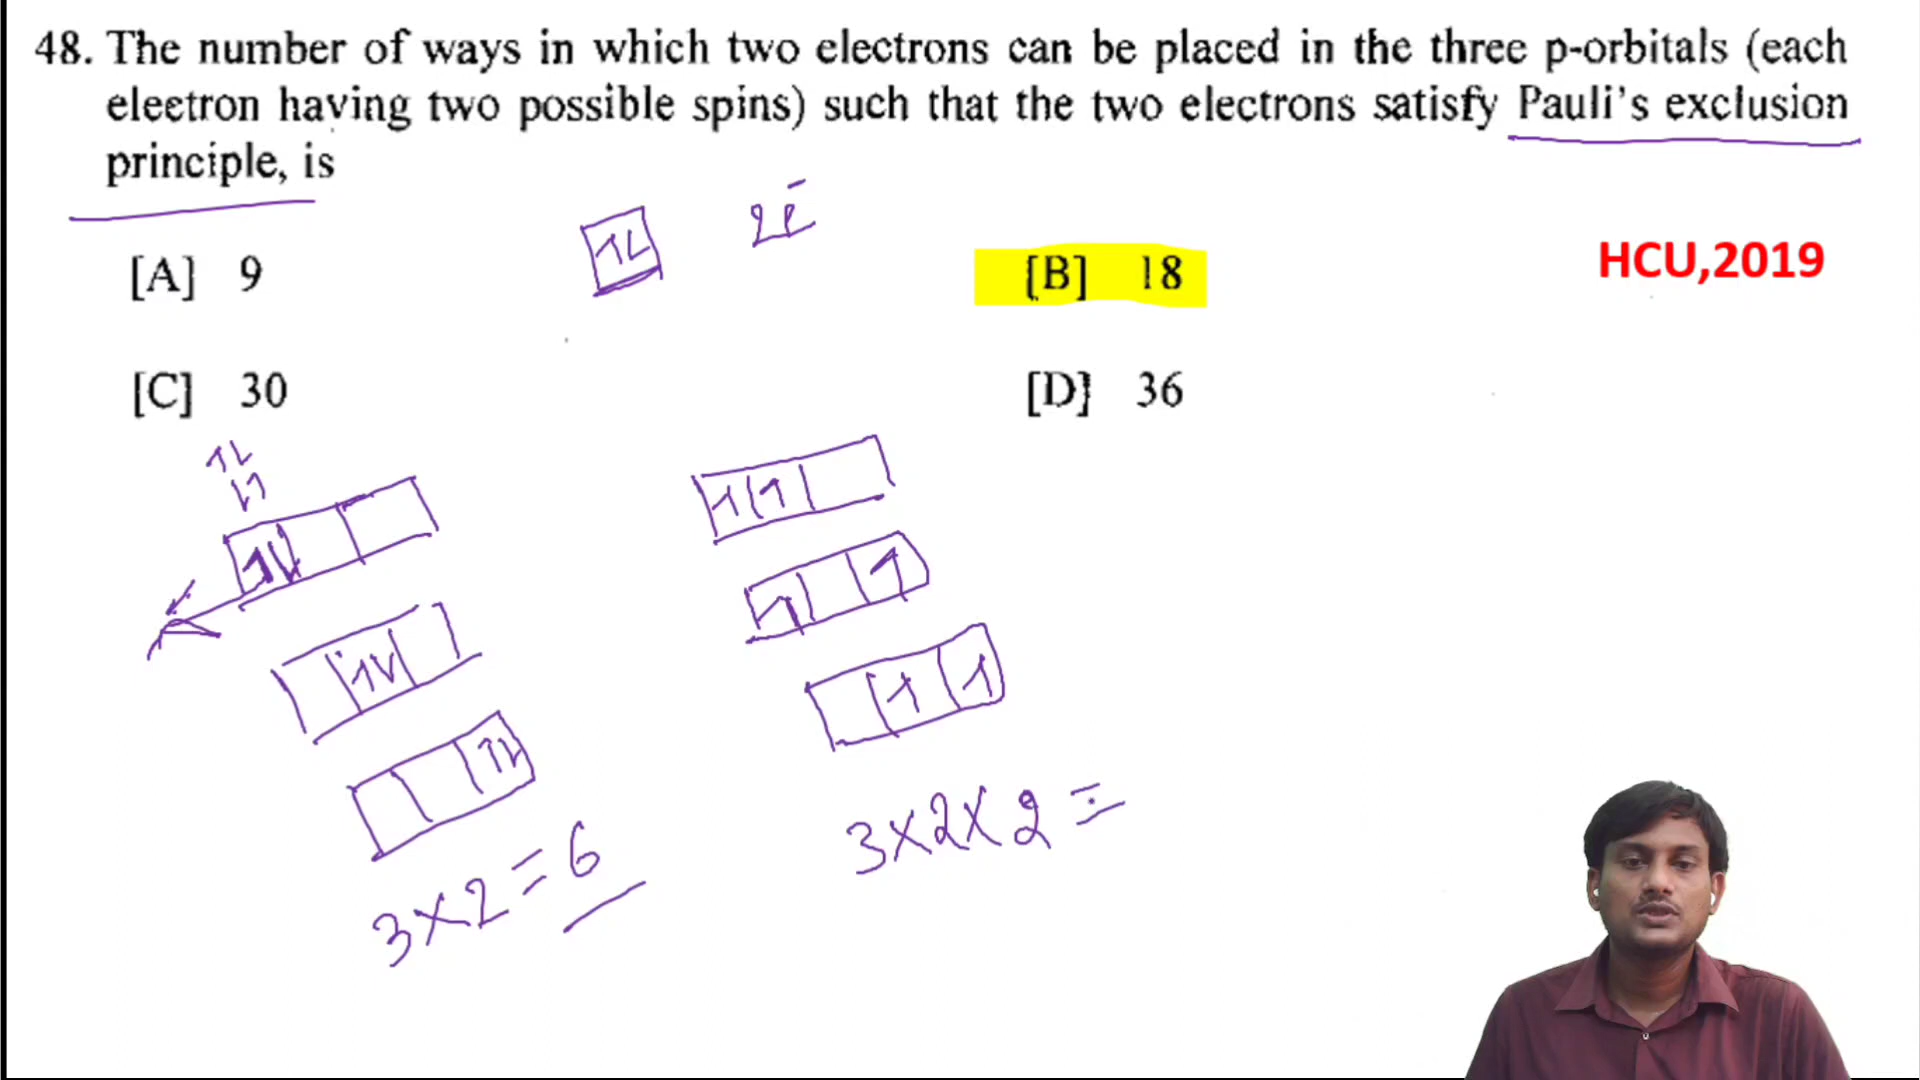 48. The number of ways in which two electrons can be placed in the three p-orbitals (each
electron having two possible spins) such that the two electrons satisfy Pauli's exclusion
principle, is
1L 2e⁻
[A] 9
[B] 18
HCU,2019
[C] 30
[D] 36
3×2=6
3×2×2=